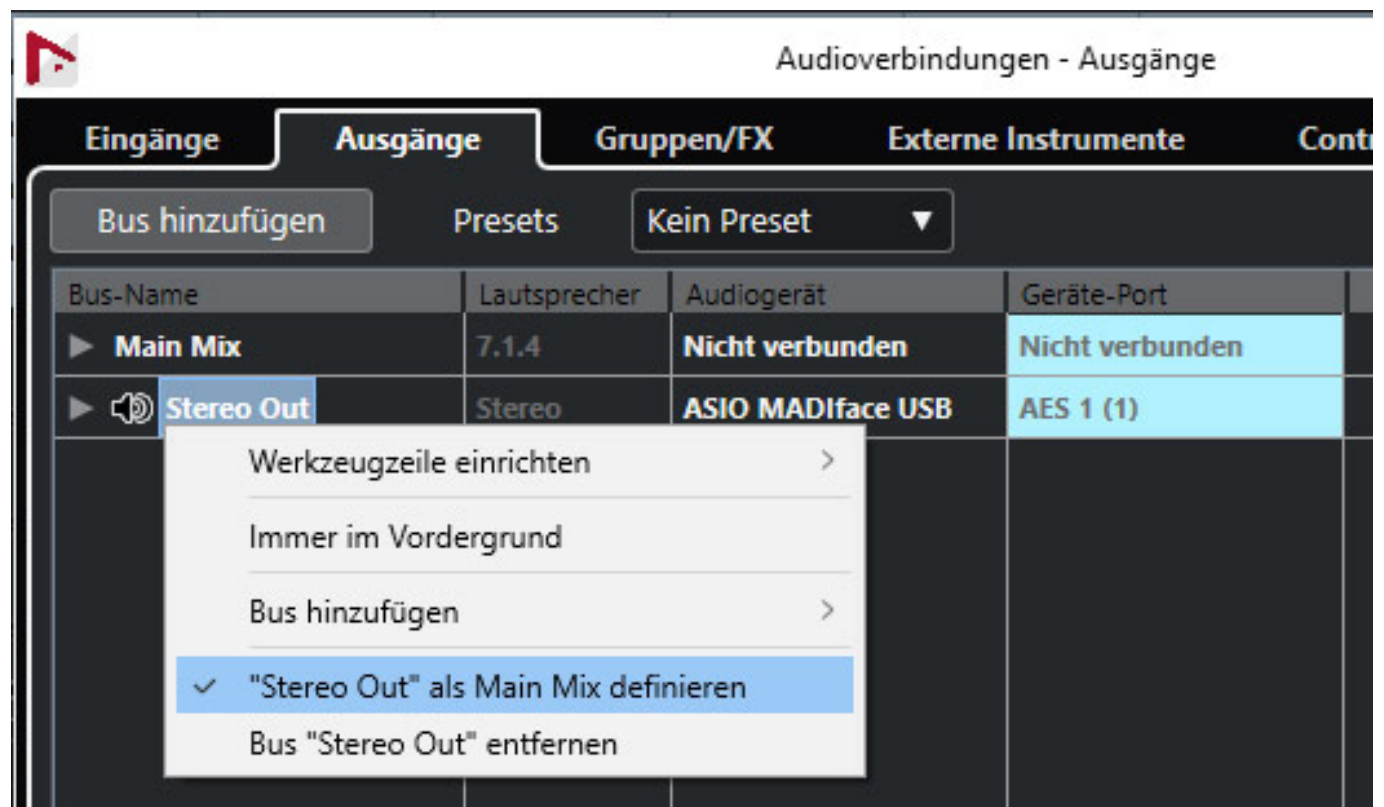 Audioverbindungen - Ausgänge
Eingänge Ausgänge Gruppen/FX Externe Instrumente Contr
Bus hinzufügen Presets Kein Preset
Bus-Name Lautsprecher Audiogerät Geräte-Port
Main Mix 7.1.4 Nicht verbunden Nicht verbunden
Stereo Out Stereo ASIO MADIface USB AES 1 (1)
Werkzeugzeile einrichten
Immer im Vordergrund
Bus hinzufügen
"Stereo Out" als Main Mix definieren
Bus "Stereo Out" entfernen